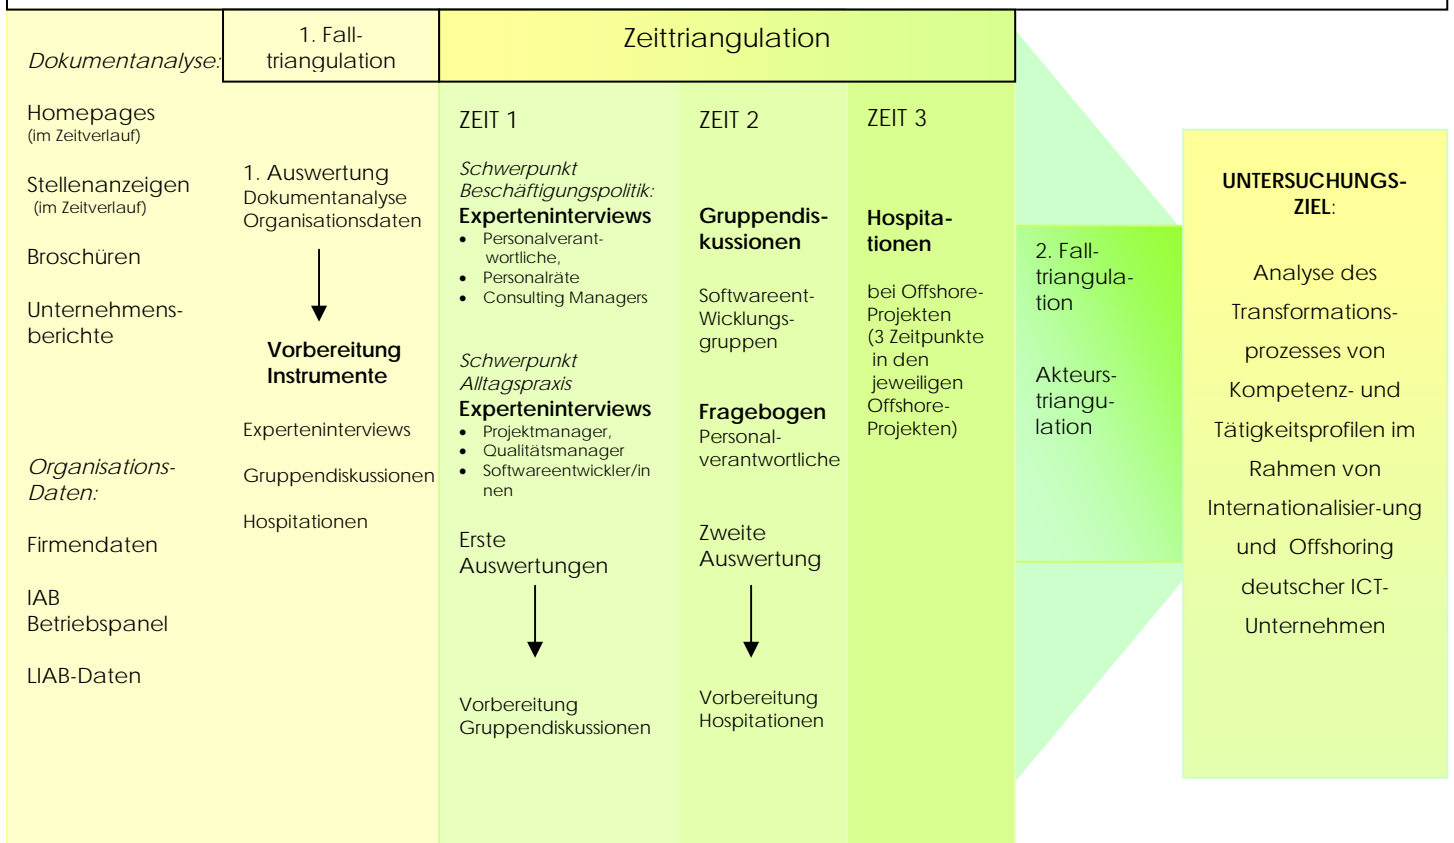 Dokumentanalyse:
Homepages
(im Zeitverlauf)
Stellenanzeigen
(im Zeitverlauf)
Broschüren
Unternehmens-
berichte
Organisations-
Daten:
Firmendaten
IAB
Betriebspanel
LIAB-Daten
1. Fall-
triangulation
1. Auswertung
Dokumentanalyse
Organisationsdaten
Vorbereitung
Instrumente
Experteninterviews
Gruppendiskussionen
Hospitationen
Zeittriangulation
ZEIT 1
Schwerpunkt
Beschäftigungspolitik:
Experteninterviews
• Personalverant-
wortliche,
• Personalräte
• Consulting Managers
Schwerpunkt
Alltagspraxis
Experteninterviews
• Projektmanager,
• Qualitätsmanager
• Softwareentwickler/in
nen
Erste
Auswertungen
Vorbereitung
Gruppendiskussionen
ZEIT 2
Gruppendis-
kussionen
Softwareent-
Wicklungs-
gruppen
Fragebogen
Personal-
verantwortliche
Zweite
Auswertung
Vorbereitung
Hospitationen
ZEIT 3
Hospita-
tionen
bei Offshore-
Projekten
(3 Zeitpunkte
in den
jeweiligen
Offshore-
Projekten)
2. Fall-
triangula-
tion
Akteurs-
triangu-
lation
UNTERSUCHUNGS-
ZIEL:
Analyse des
Transformations-
prozesses von
Kompetenz- und
Tätigkeitsprofilen im
Rahmen von
Internationalisier-ung
und Offshoring
deutscher ICT-
Unternehmen